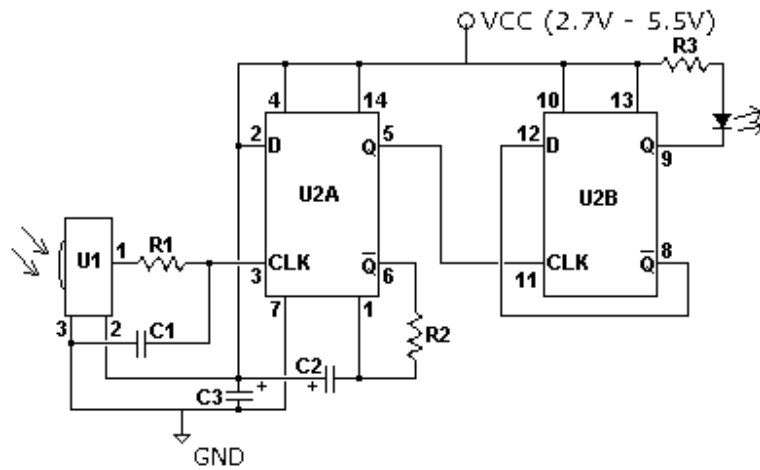 VCC (2.7V - 5.5V)
R3
4 14 10 13
2 D Q 5 12 D Q 9
U2A U2B
U1 1 R1
3 CLK Q 6 11 CLK Q 8
3 2 C1 7 1 R2
C2
C3 + +
GND